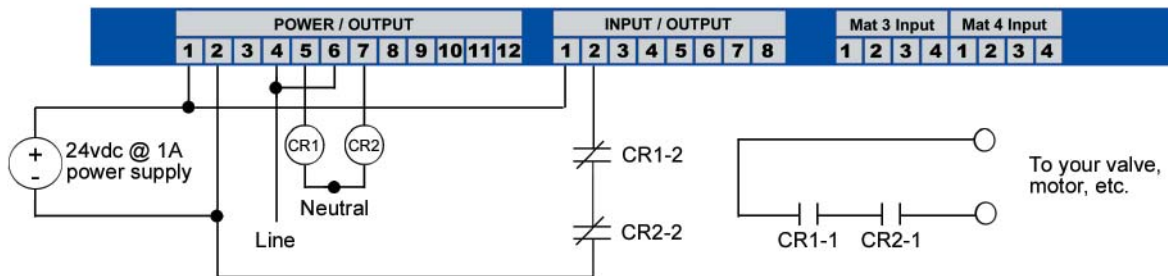 POWER / OUTPUT
INPUT / OUTPUT
Mat 3 Input
Mat 4 Input
1 2 3 4 5 6 7 8 9 10 11 12
1 2 3 4 5 6 7 8
1 2 3 4
1 2 3 4
+
-
24vdc @ 1A
power supply
CR1
CR2
Neutral
Line
CR1-2
CR2-2
CR1-1
CR2-1
To your valve,
motor, etc.